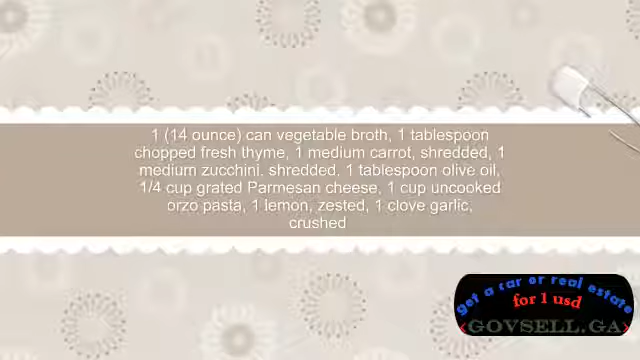 1 (14 ounce) can vegetable broth, 1 tablespoon
chopped fresh thyme, 1 medium carrot, shredded, 1
medium zucchini, shredded, 1 tablespoon olive oil,
1/4 cup grated Parmesan cheese, 1 cup uncooked
orzo pasta, 1 lemon, zested, 1 clove garlic,
crushed
get a car or real estate
for 1 usd
<GOVSELL.GA>